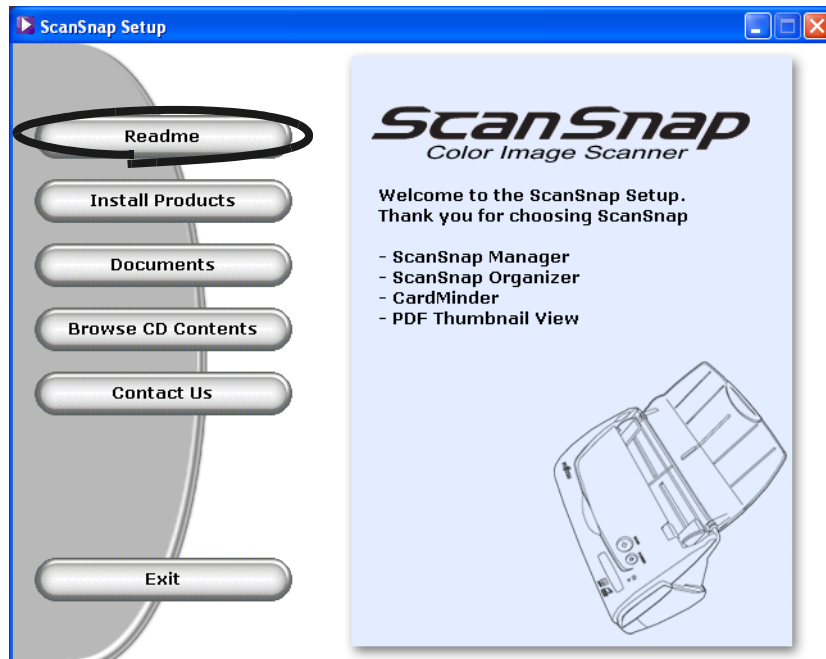 ScanSnap Setup
Readme
Install Products
Documents
Browse CD Contents
Contact Us
Exit
ScanSnap
Color Image Scanner
Welcome to the ScanSnap Setup.
Thank you for choosing ScanSnap
- ScanSnap Manager
- ScanSnap Organizer
- CardMinder
- PDF Thumbnail View